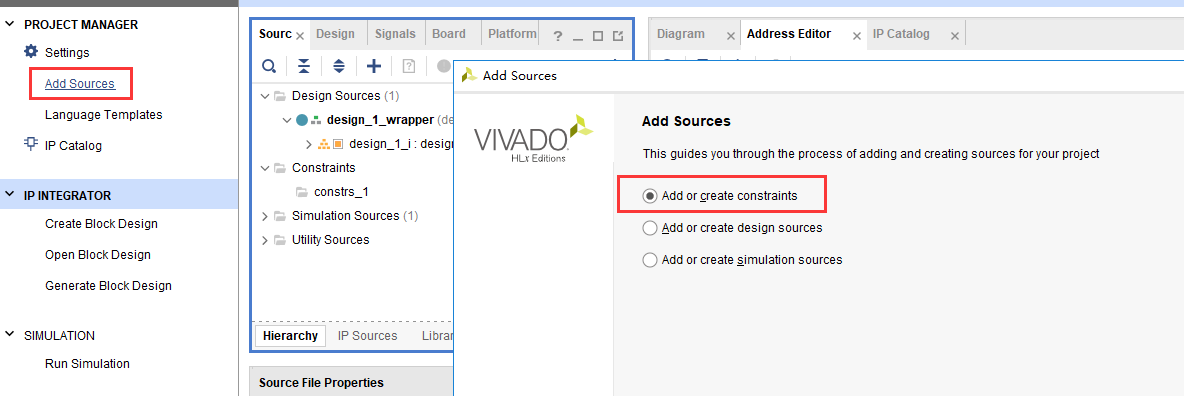 PROJECT MANAGER
Settings
Add Sources
Language Templates
IP Catalog
IP INTEGRATOR
Create Block Design
Open Block Design
Generate Block Design
SIMULATION
Run Simulation
Sourc Design Signals Board Platform
Design Sources (1)
design_1_wrapper (de
design_1_i : desig
Constraints
constrs_1
Simulation Sources (1)
Utility Sources
Hierarchy IP Sources Librar
Source File Properties
Diagram Address Editor IP Catalog
Add Sources
VIVADO
HLx Editions
Add Sources
This guides you through the process of adding and creating sources for your project
Add or create constraints
Add or create design sources
Add or create simulation sources